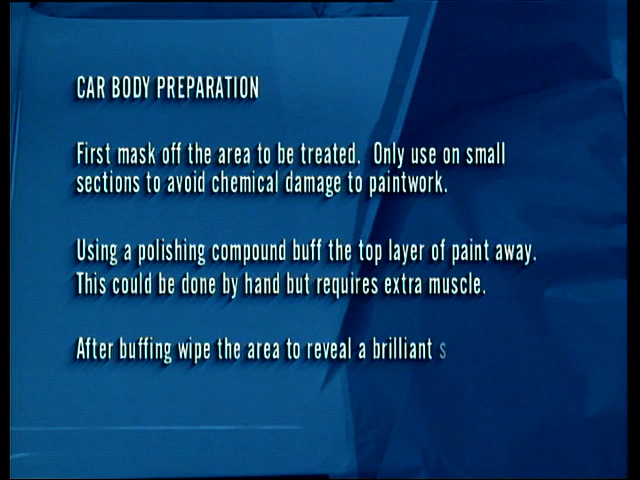 CAR BODY PREPARATION
First mask off the area to be treated. Only use on small
sections to avoid chemical damage to paintwork.
Using a polishing compound buff the top layer of paint away.
This could be done by hand but requires extra muscle.
After buffing wipe the area to reveal a brilliant s